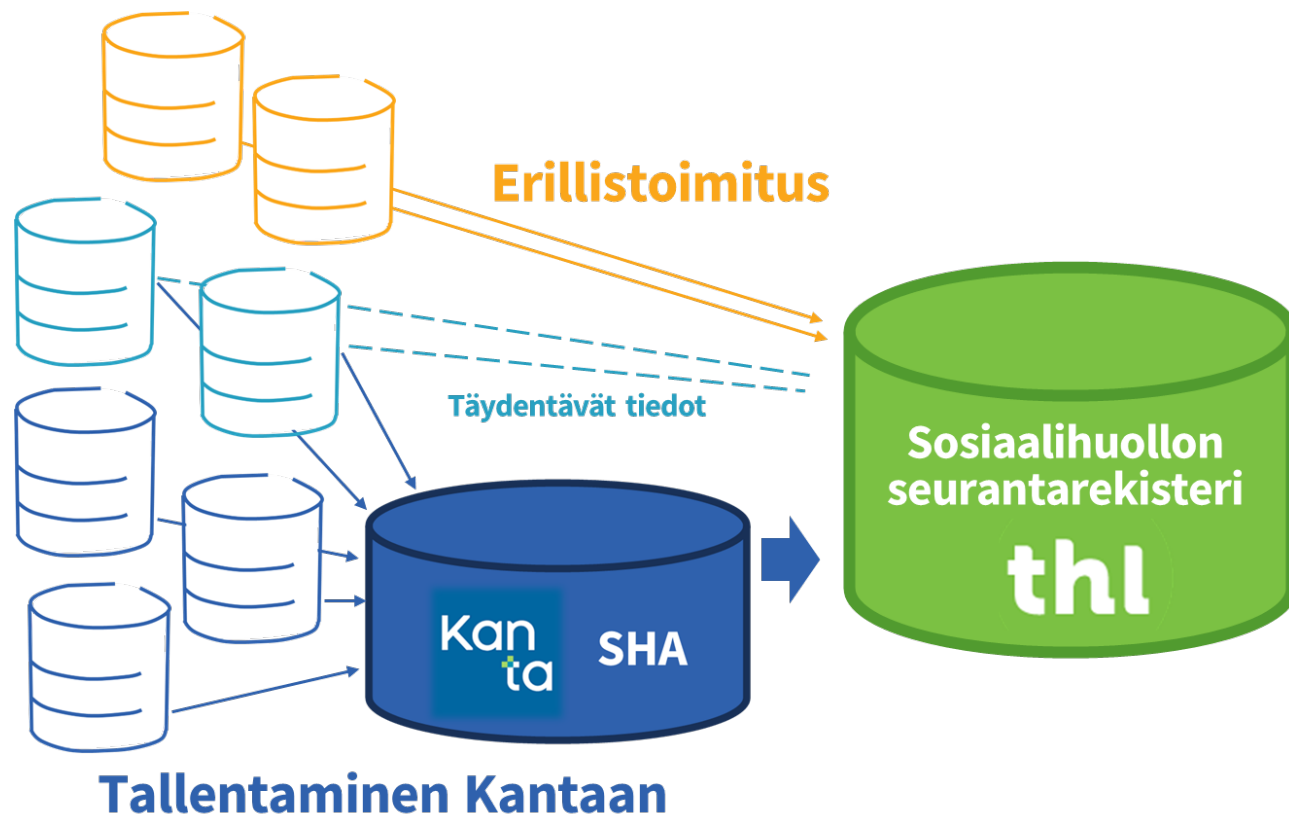 Erillistoimitus
Täydentävät tiedot
Sosiaalihuollon
seurantarekisteri
thl
Kan
ta
SHA
Tallentaminen Kantaan